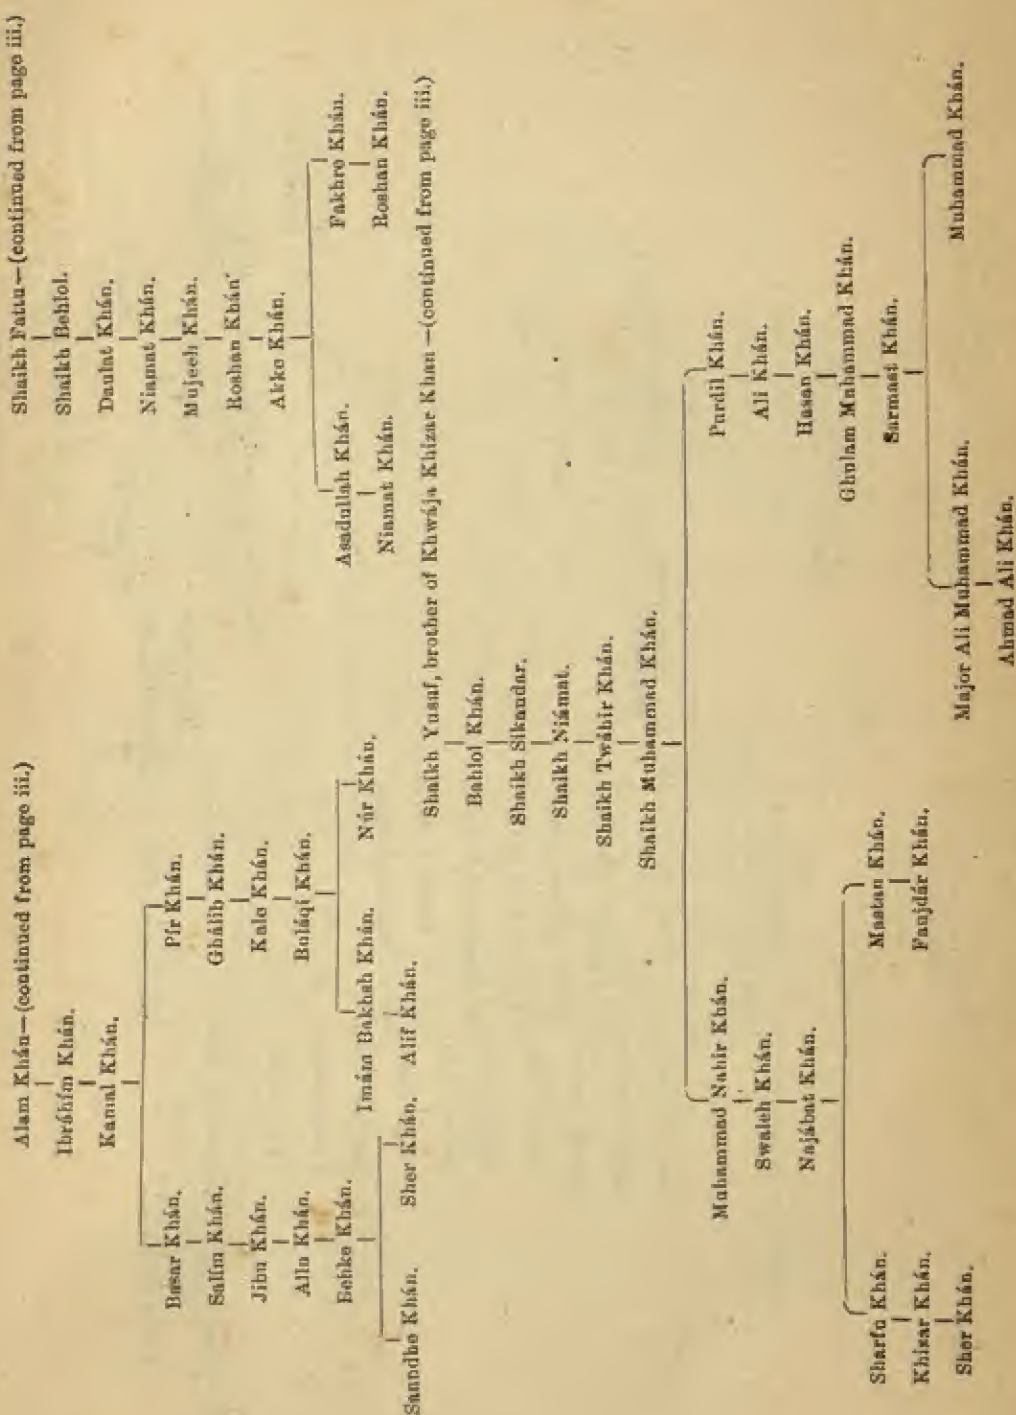 Alam Khán—(continued from page iii.)
Ibráhím Khán.
Kamal Khán.
Basar Khán.
Salím Khán.
Jibu Khán.
Allu Khán.
Behke Khán.
Saundhe Khán.
Sher Khán.
Pír Khán.
Ghálib Khán.
Kale Khán.
Buláqi Khán.
Imám Bakhsh Khán.
Alif Khán.
Núr Khán.
Shaikh Fattu—(continued from page iii.)
Shaikh Behlol.
Daulat Khán.
Niamat Khán.
Mujeeh Khán.
Roshan Khán.
Akko Khán.
Asadullah Khán.
Niamat Khán.
Fakhro Khán.
Roshan Khán.
Shaikh Yusuf, brother of Khwája Khizar Khan—(continued from page iii.)
Bahlol Khán.
Shaikh Sikandar.
Shaikh Niámat.
Shaikh Twáhir Khán.
Shaikh Muhammad Khán.
Muhammad Nahir Khán.
Swaleh Khán.
Najábat Khán.
Sharfu Khán.
Khizar Khán.
Sher Khán.
Mastan Khán.
Faujdár Khán.
Purdil Khán.
Ali Khán.
Hasan Khán.
Ghulam Muhammad Khán.
Sarmast Khán.
Major Ali Muhammad Khán.
Ahmad Ali Khán.
Muhammad Khán.